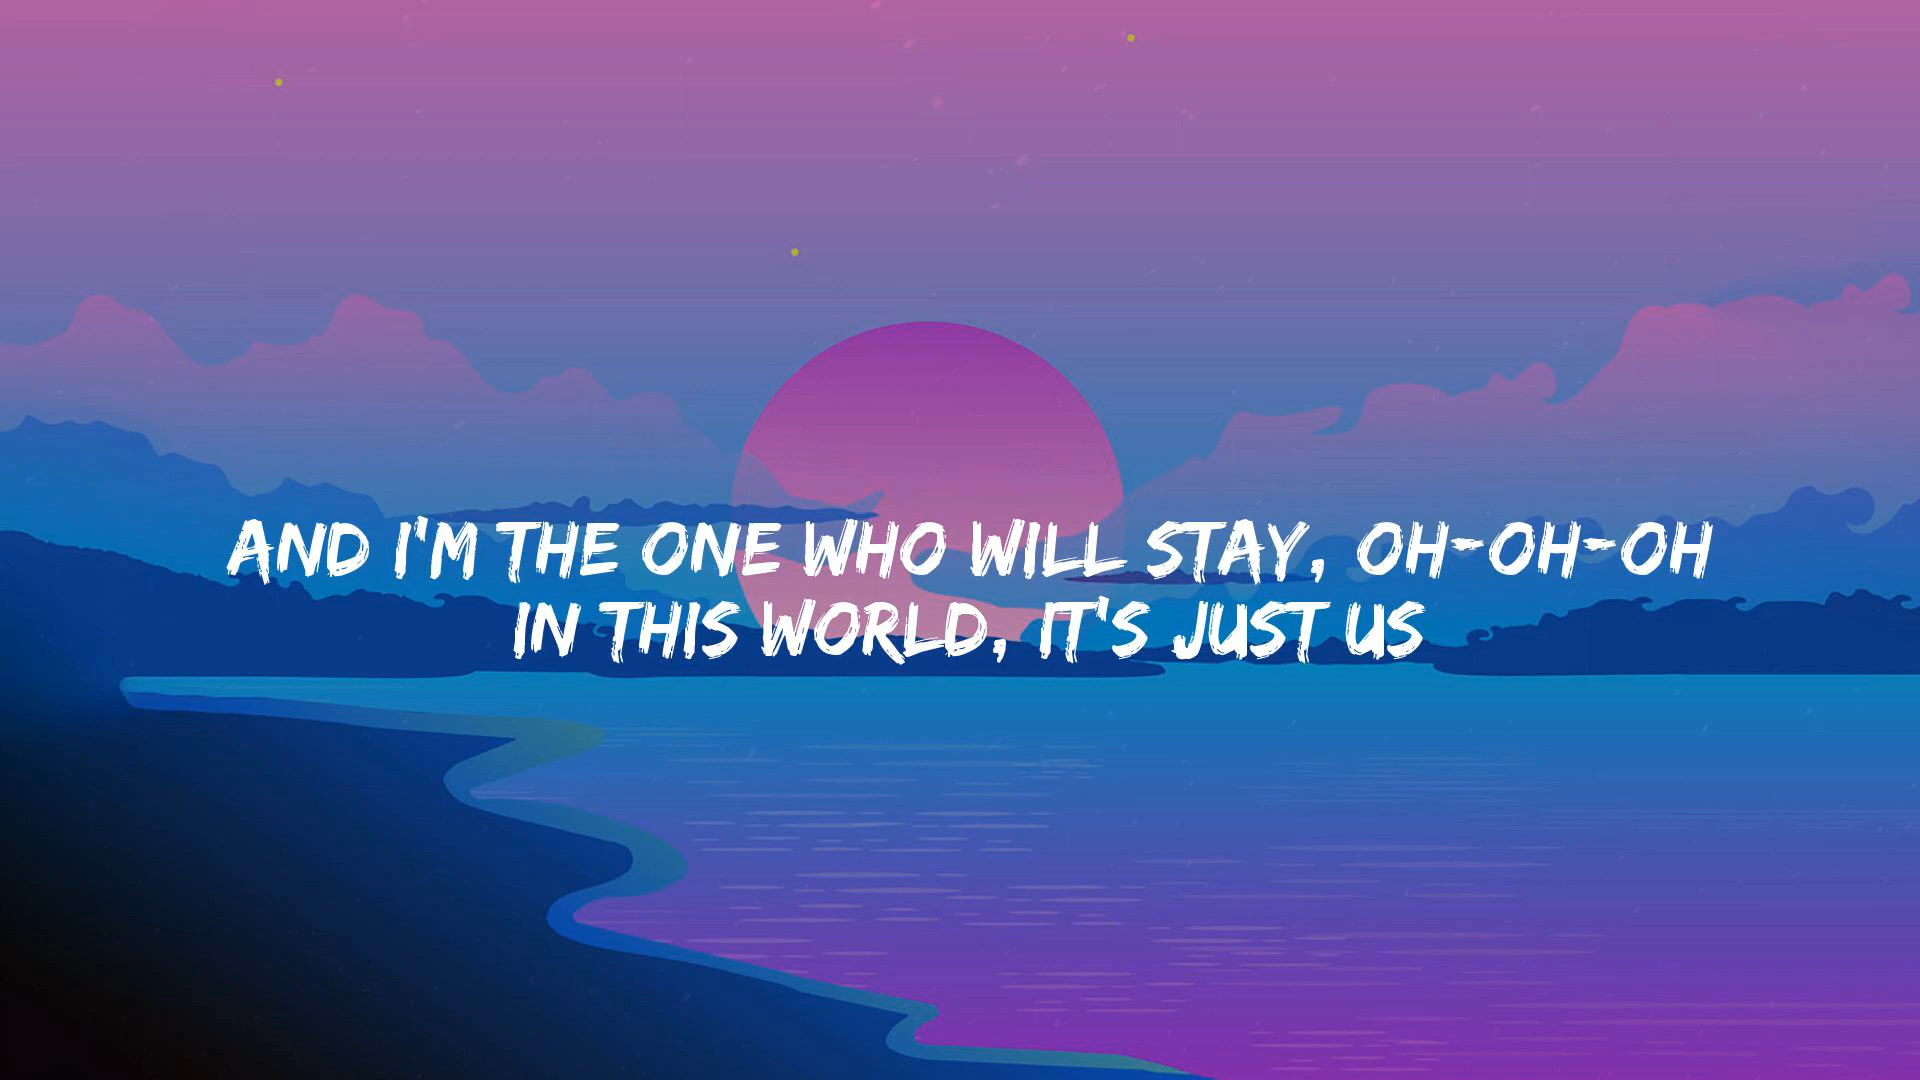 AND I'M THE ONE WHO WILL STAY, OH-OH-OH
IN THIS WORLD, IT'S JUST US